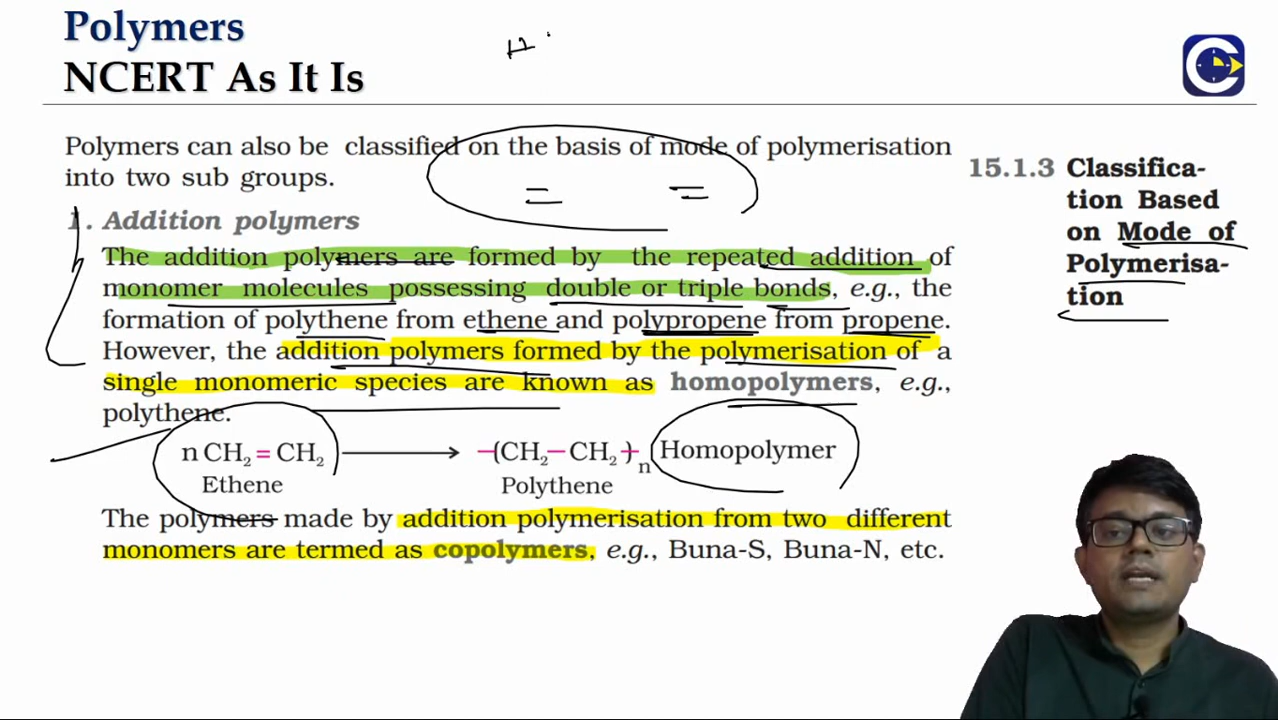 Polymers
NCERT As It Is
Polymers can also be classified on the basis of mode of polymerisation
into two sub groups.
1. Addition polymers
The addition polymers are formed by the repeated addition of
monomer molecules possessing double or triple bonds, e.g., the
formation of polythene from ethene and polypropene from propene.
However, the addition polymers formed by the polymerisation of a
single monomeric species are known as homopolymers, e.g.,
polythene.
n CH₂ = CH₂ ⟶ –(CH₂ – CH₂ )–ₙ Homopolymer
Ethene Polythene
The polymers made by addition polymerisation from two different
monomers are termed as copolymers, e.g., Buna-S, Buna-N, etc.
15.1.3 Classifica-
tion Based
on Mode of
Polymerisa-
tion